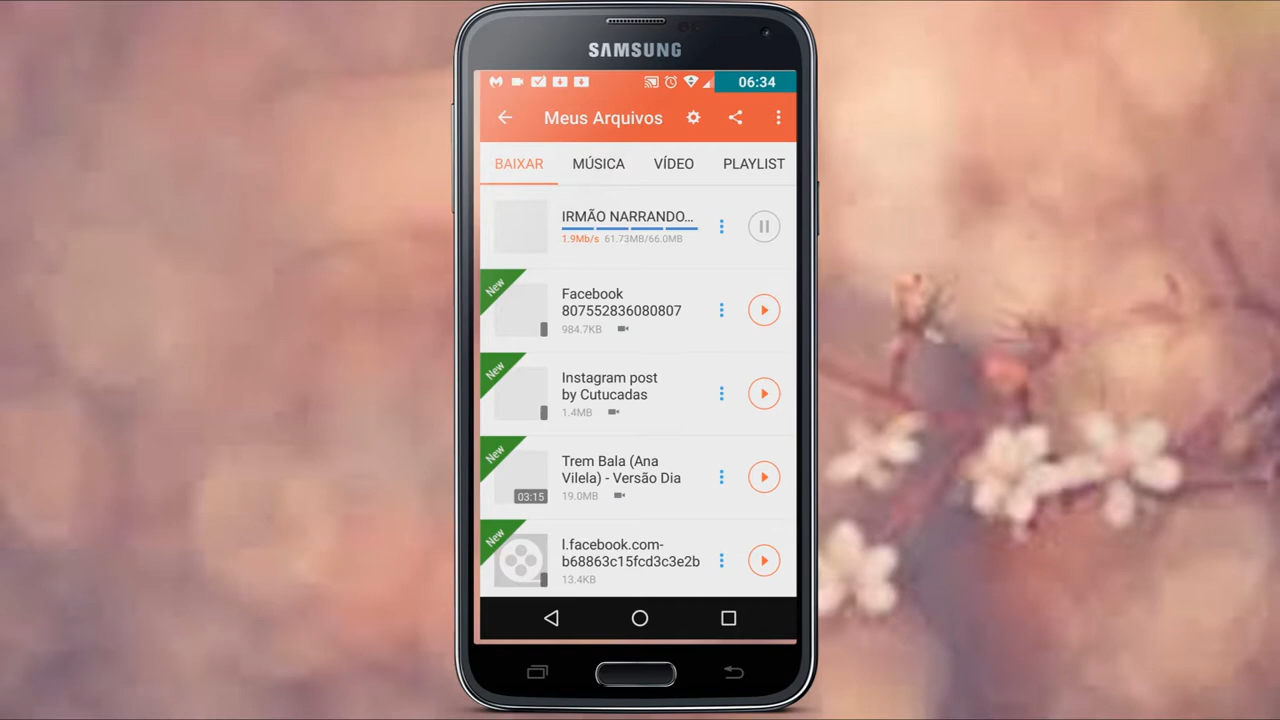 SAMSUNG
06:34
Meus Arquivos
BAIXAR MÚSICA VÍDEO PLAYLIST
IRMÃO NARRANDO...
1.9Mb/s 61.73MB/66.0MB
New
Facebook
807552836080807
984.7KB
New
Instagram post
by Cutucadas
1.4MB
New
Trem Bala (Ana
Vilela) - Versão Dia
03:15
19.0MB
New
l.facebook.com-
b68863c15fcd3c3e2b
13.4KB